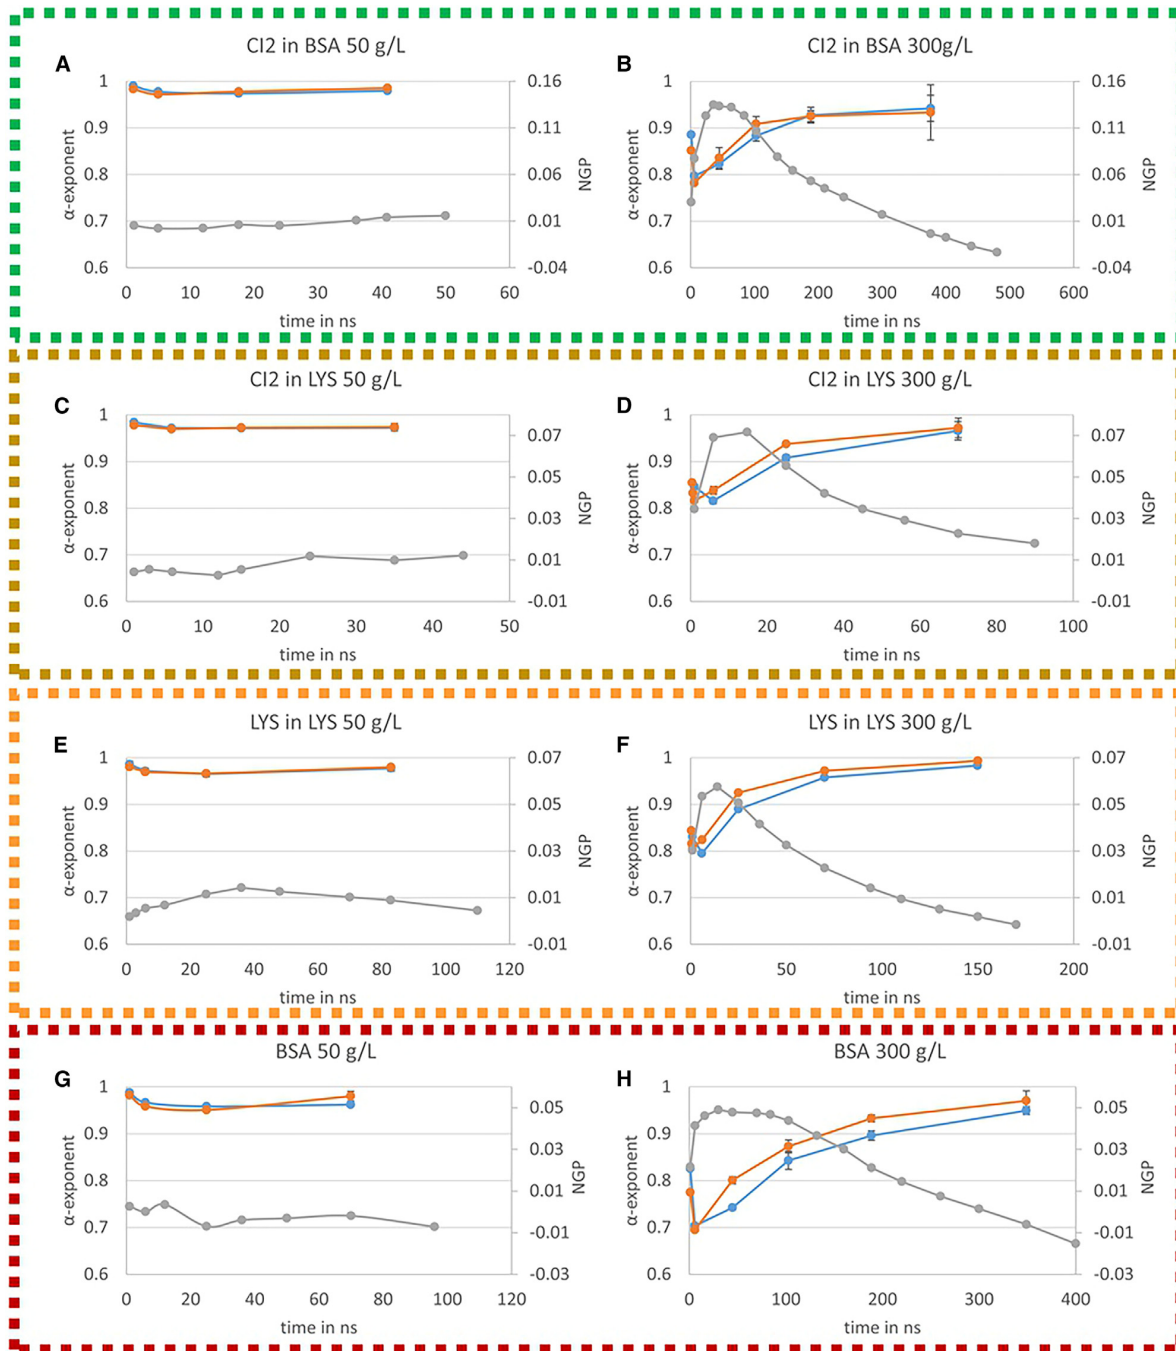 CI2 in BSA 50 g/L
A
1
0.9
0.8
0.7
0.6
α-exponent
0.16
0.11
0.06
0.01
-0.04
NGP
0 10 20 30 40 50 60
time in ns
CI2 in BSA 300g/L
B
1
0.9
0.8
0.7
0.6
α-exponent
0.16
0.11
0.06
0.01
-0.04
NGP
0 100 200 300 400 500 600
time in ns
CI2 in LYS 50 g/L
C
1
0.9
0.8
0.7
0.6
α-exponent
0.07
0.05
0.03
0.01
-0.01
NGP
0 10 20 30 40 50
time in ns
CI2 in LYS 300 g/L
D
1
0.9
0.8
0.7
0.6
α-exponent
0.07
0.05
0.03
0.01
-0.01
NGP
0 20 40 60 80 100
time in ns
LYS in LYS 50 g/L
E
1
0.9
0.8
0.7
0.6
α-exponent
0.07
0.05
0.03
0.01
-0.01
NGP
0 20 40 60 80 100 120
time in ns
LYS in LYS 300 g/L
F
1
0.9
0.8
0.7
0.6
α-exponent
0.07
0.05
0.03
0.01
-0.01
NGP
0 50 100 150 200
time in ns
BSA 50 g/L
G
1
0.9
0.8
0.7
0.6
α-exponent
0.05
0.03
0.01
-0.01
-0.03
NGP
0 20 40 60 80 100 120
time in ns
BSA 300 g/L
H
1
0.9
0.8
0.7
0.6
α-exponent
0.05
0.03
0.01
-0.01
-0.03
NGP
0 100 200 300 400
time in ns